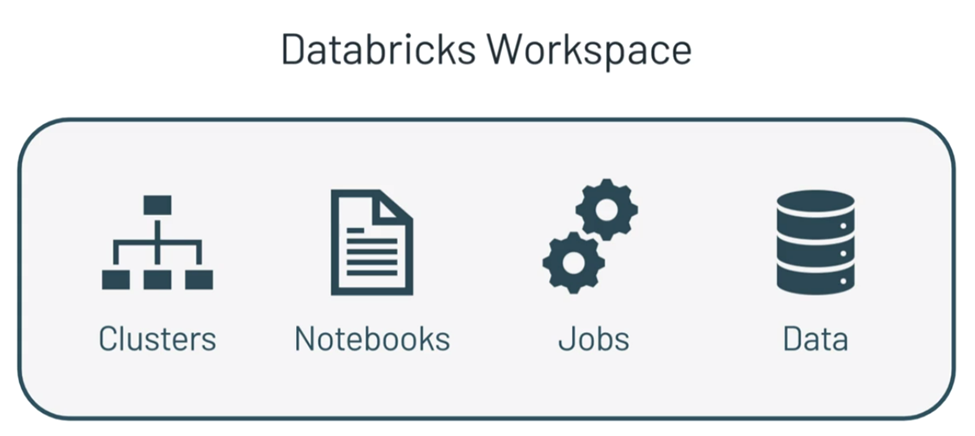 Databricks Workspace
Clusters
Notebooks
Jobs
Data